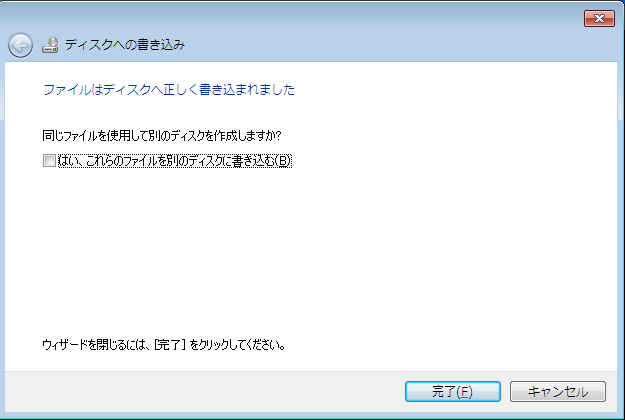 ディスクへの書き込み
ファイルはディスクへ正しく書き込まれました
同じファイルを使用して別のディスクを作成しますか?
はい、これらのファイルを別のディスクに書き込む(B)
ウィザードを閉じるには、[完了] をクリックしてください。
完了(F)
キャンセル